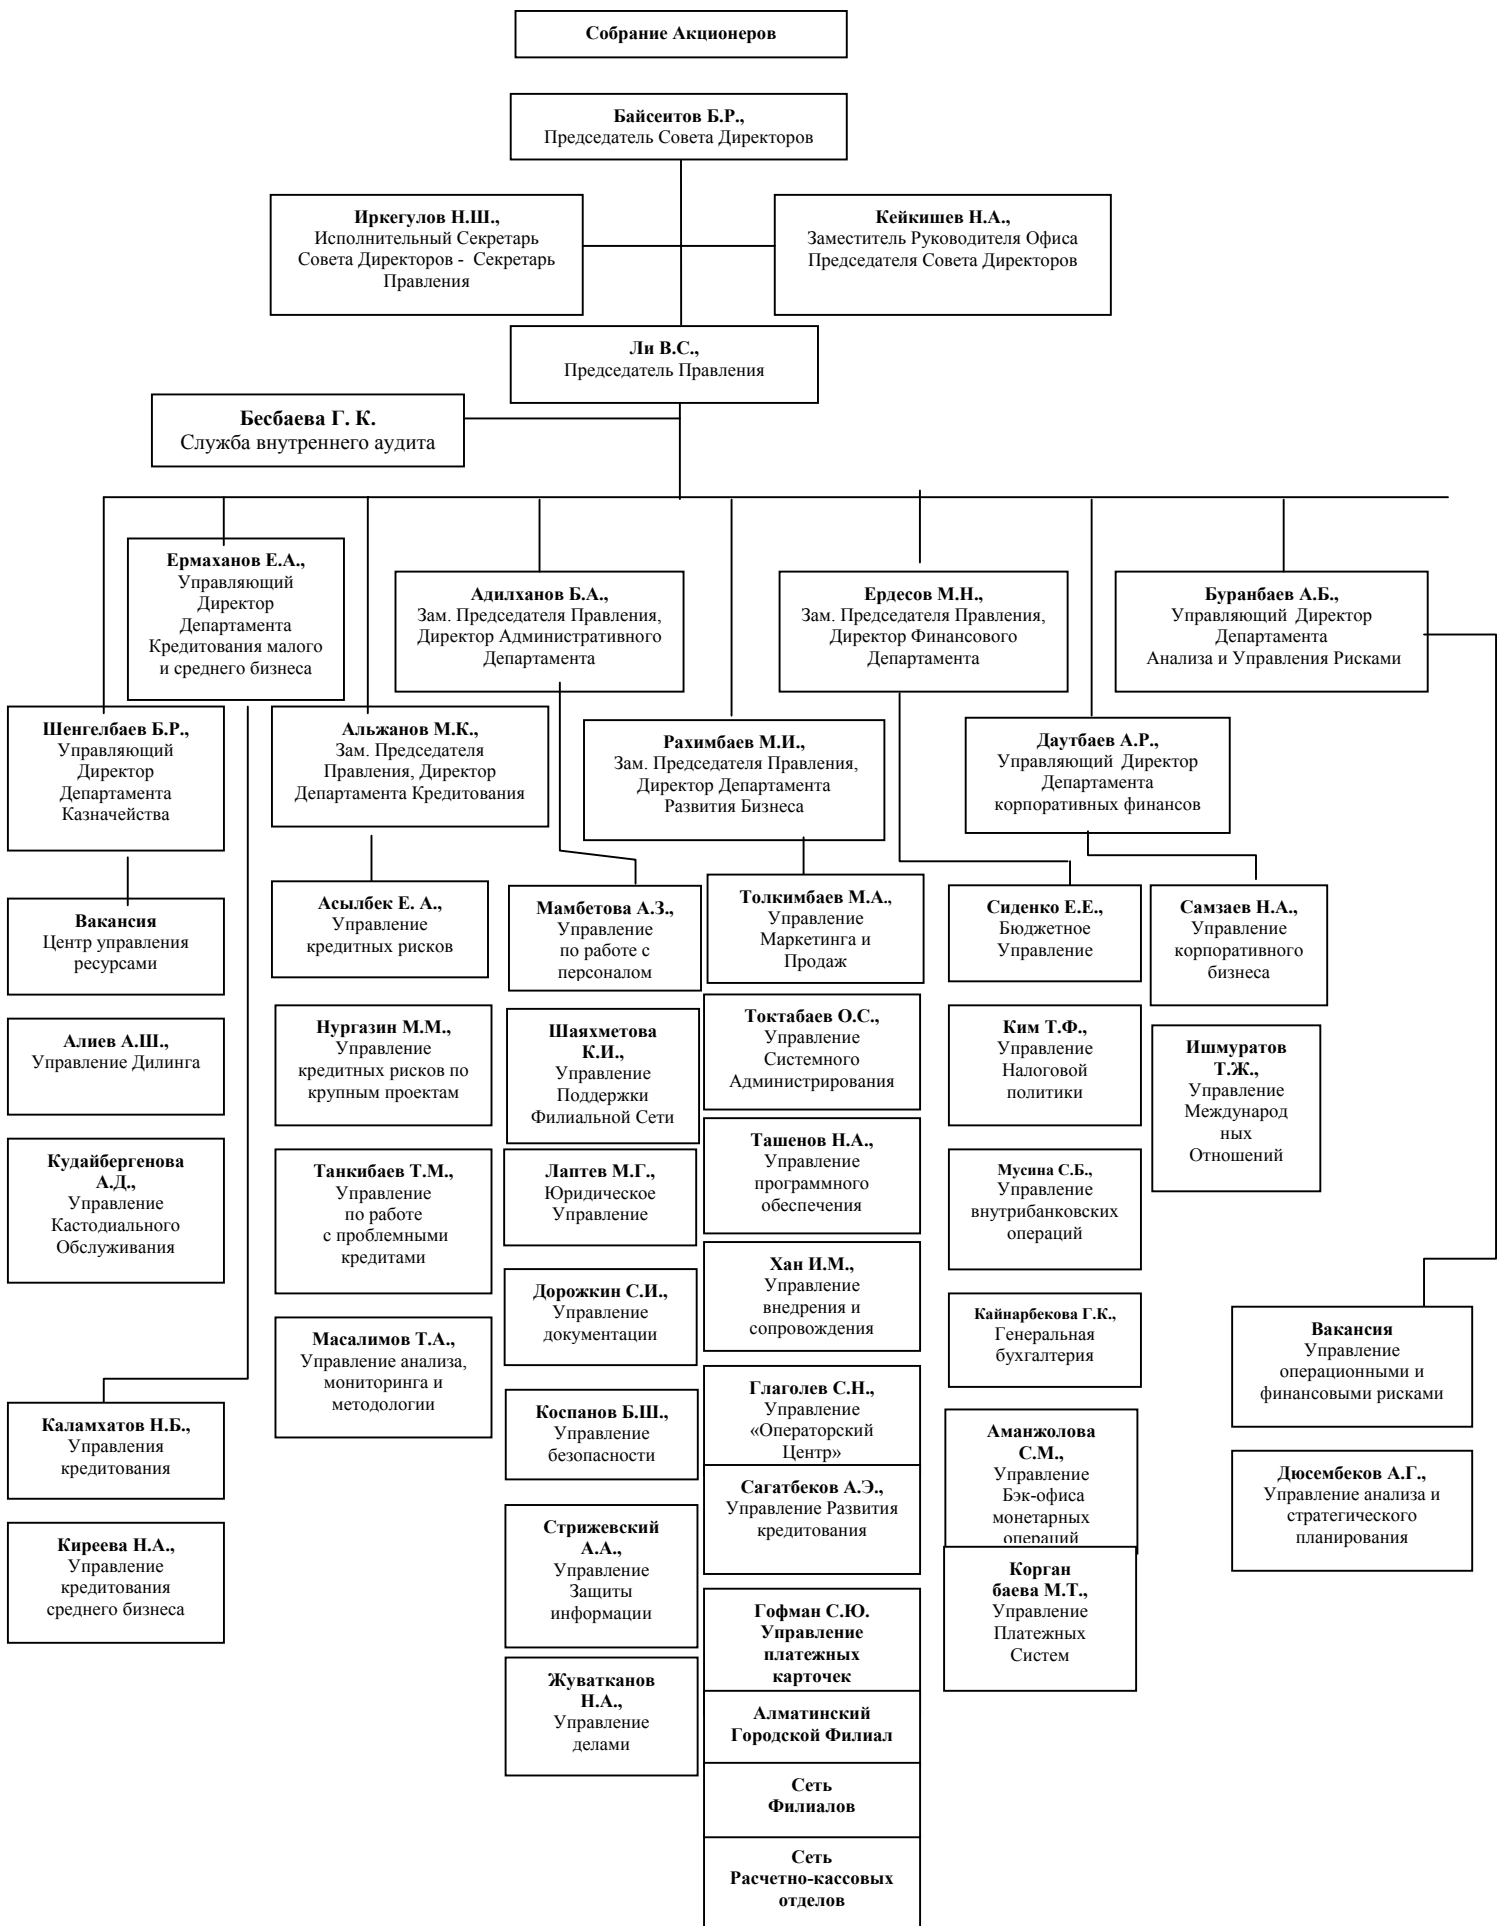 Собрание Акционеров
Байсеитов Б.Р.,
Председатель Совета Директоров
Иркегулов Н.Ш.,
Исполнительный Секретарь
Совета Директоров - Секретарь
Правления
Кейкишев Н.А.,
Заместитель Руководителя Офиса
Председателя Совета Директоров
Ли В.С.,
Председатель Правления
Бесбаева Г. К.
Служба внутреннего аудита
Ермаханов Е.А.,
Управляющий
Директор
Департамента
Кредитования малого
и среднего бизнеса
Адилханов Б.А.,
Зам. Председателя Правления,
Директор Административного
Департамента
Ердесов М.Н.,
Зам. Председателя Правления,
Директор Финансового
Департамента
Буранбаев А.Б.,
Управляющий Директор
Департамента
Анализа и Управления Рисками
Шенгелбаев Б.Р.,
Управляющий
Директор
Департамента
Казначейства
Альжанов М.К.,
Зам. Председателя
Правления, Директор
Департамента Кредитования
Рахимбаев М.И.,
Зам. Председателя Правления,
Директор Департамента
Развития Бизнеса
Даутбаев А.Р.,
Управляющий Директор
Департамента
корпоративных финансов
Вакансия
Центр управления
ресурсами
Алиев А.Ш.,
Управление Дилинга
Кудайбергенова
А.Д.,
Управление
Кастодиального
Обслуживания
Каламхатов Н.Б.,
Управления
кредитования
Киреева Н.А.,
Управление
кредитования
среднего бизнеса
Асылбек Е. А.,
Управление
кредитных рисков
Нургазин М.М.,
Управление
кредитных рисков по
крупным проектам
Танкибаев Т.М.,
Управление
по работе
с проблемными
кредитами
Масалимов Т.А.,
Управление анализа,
мониторинга и
методологии
Мамбетова А.З.,
Управление
по работе с
персоналом
Шаяхметова
К.И.,
Управление
Поддержки
Филиальной Сети
Лаптев М.Г.,
Юридическое
Управление
Дорожкин С.И.,
Управление
документации
Коспанов Б.Ш.,
Управление
безопасности
Стрижевский
А.А.,
Управление
Защиты
информации
Жуватканов
Н.А.,
Управление
делами
Толкимбаев М.А.,
Управление
Маркетинга и
Продаж
Токтабаев О.С.,
Управление
Системного
Администрирования
Ташенов Н.А.,
Управление
программного
обеспечения
Хан И.М.,
Управление
внедрения и
сопровождения
Глаголев С.Н.,
Управление
«Операторский
Центр»
Сагатбеков А.Э.,
Управление Развития
кредитования
Гофман С.Ю.
Управление
платежных
карточек
Алматинский
Городской Филиал
Сеть
Филиалов
Сеть
Расчетно-кассовых
отделов
Сиденко Е.Е.,
Бюджетное
Управление
Ким Т.Ф.,
Управление
Налоговой
политики
Мусина С.Б.,
Управление
внутрибанковских
операций
Кайнарбекова Г.К.,
Генеральная
бухгалтерия
Аманжолова
С.М.,
Управление
Бэк-офиса
монетарных
операций
Корган
баева М.Т.,
Управление
Платежных
Систем
Самзаев Н.А.,
Управление
корпоративного
бизнеса
Ишмуратов
Т.Ж.,
Управление
Международ
ных
Отношений
Вакансия
Управление
операционными и
финансовыми рисками
Дюсембеков А.Г.,
Управление анализа и
стратегического
планирования